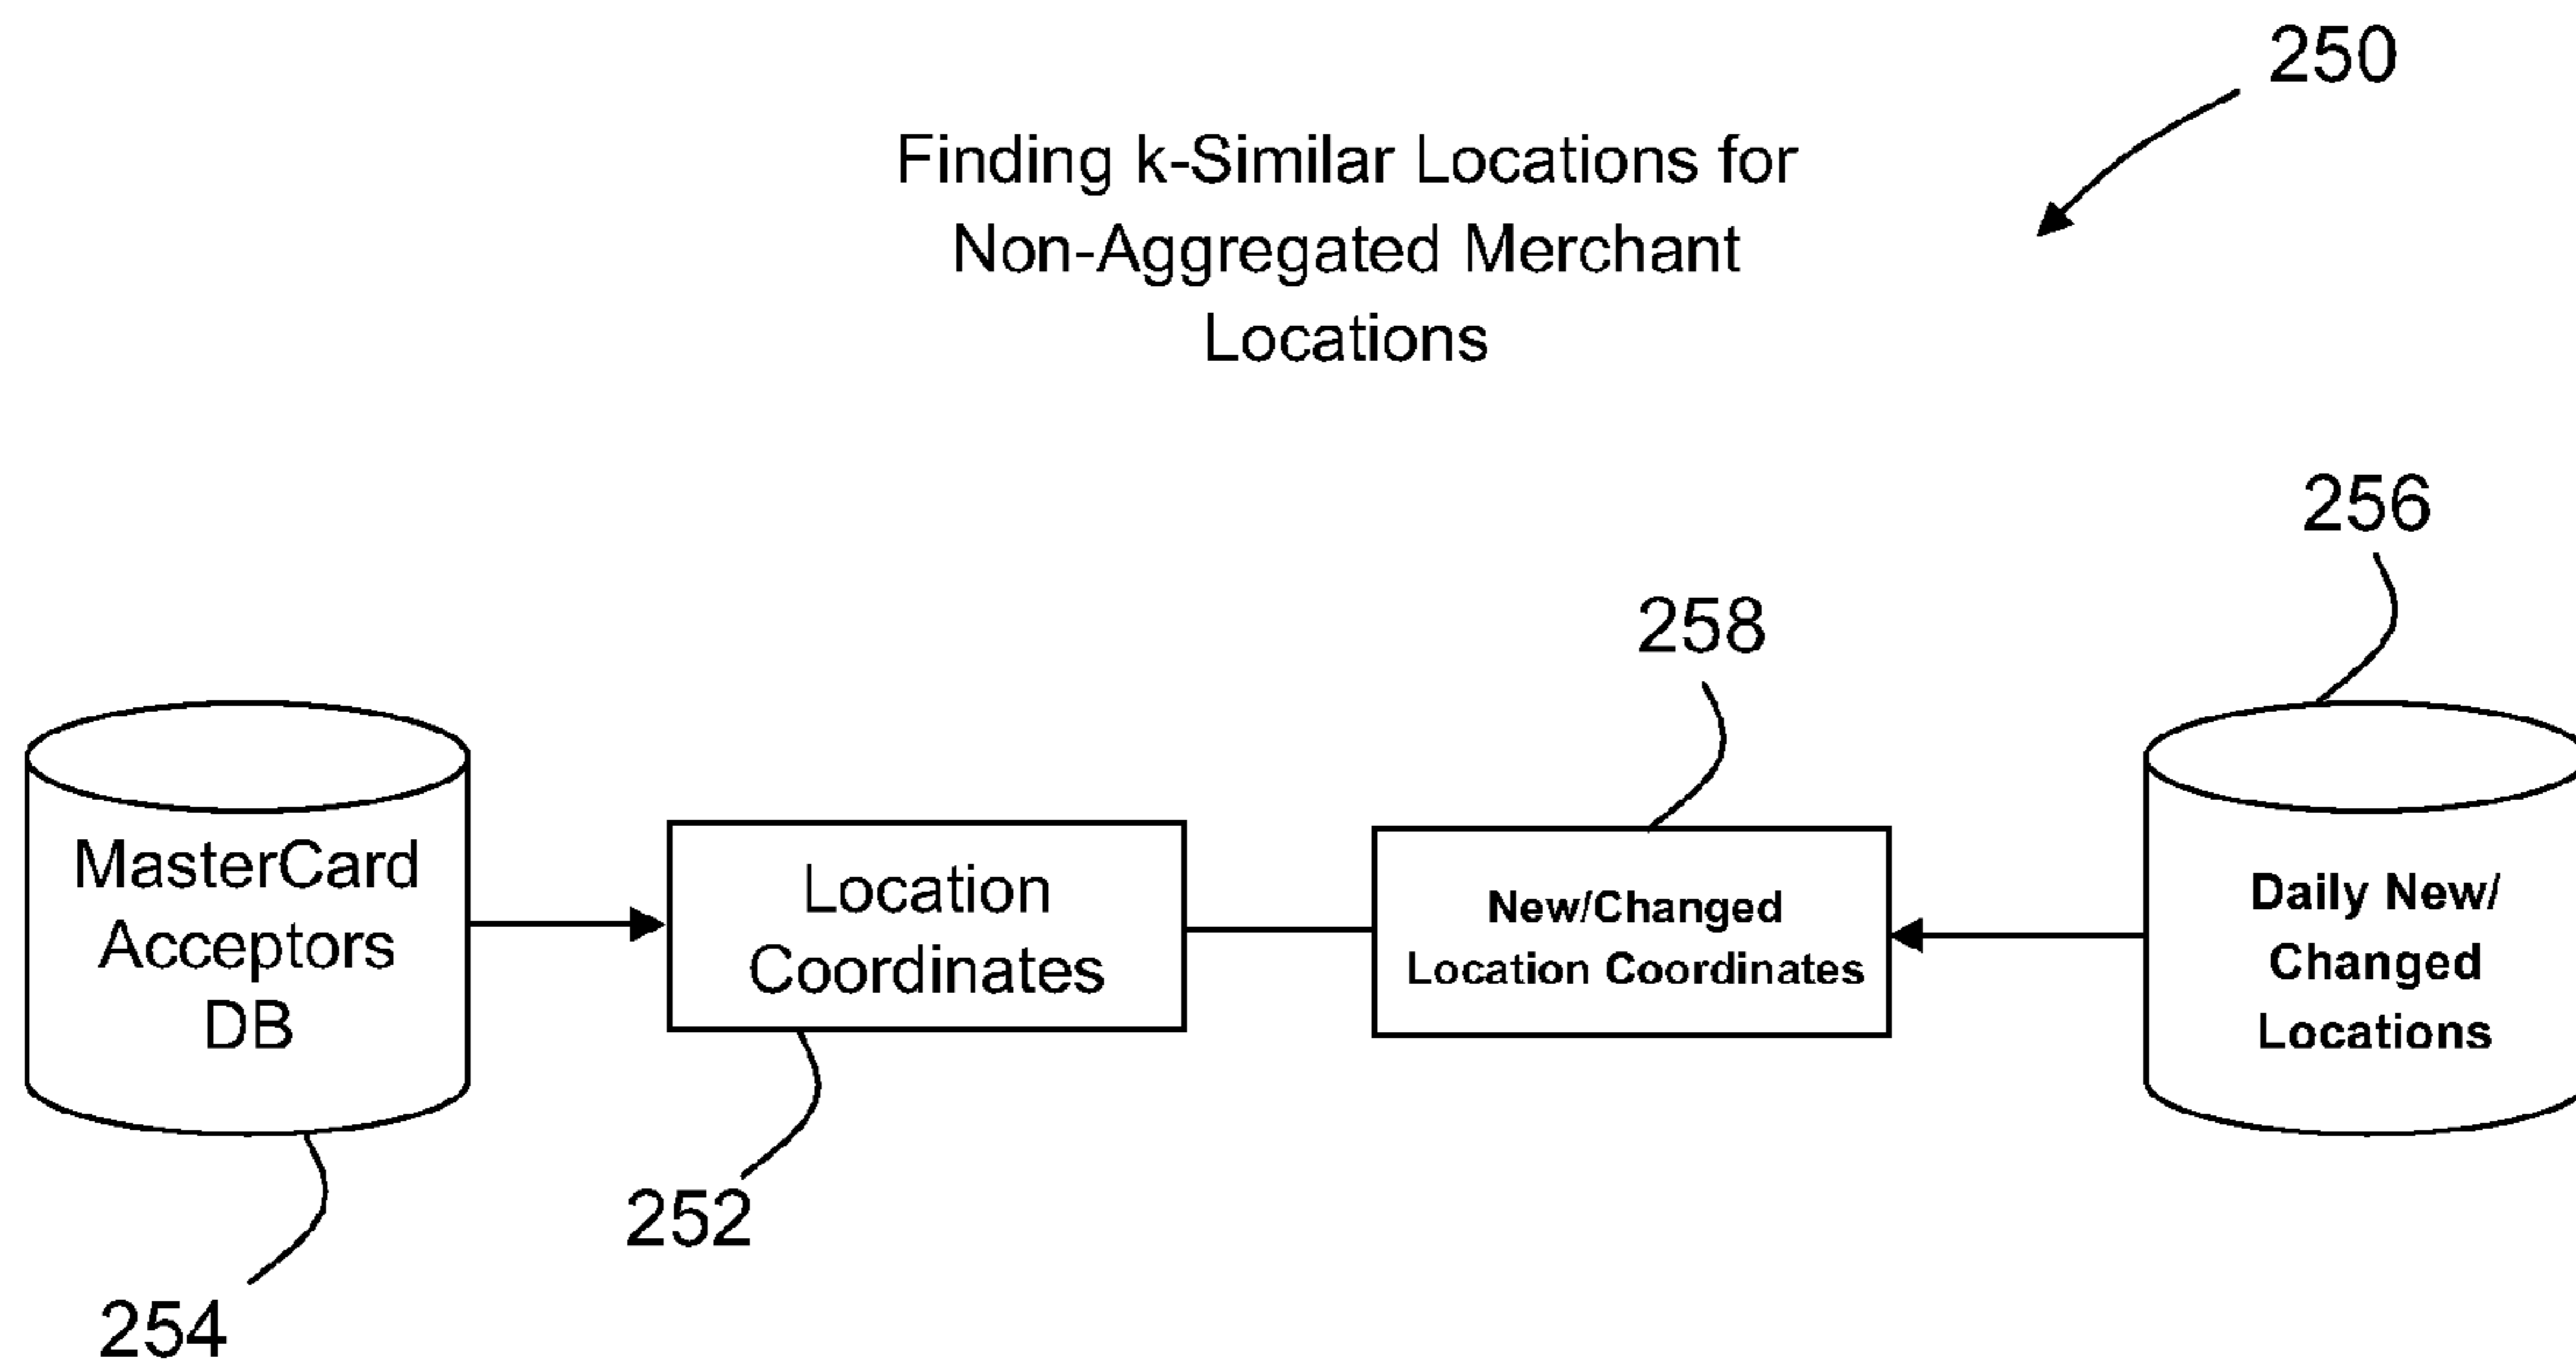 250
Finding k-Similar Locations for
Non-Aggregated Merchant
Locations
256
258
MasterCard
Acceptors
DB
Location
Coordinates
New/Changed
Location Coordinates
Daily New/
Changed
Locations
252
254